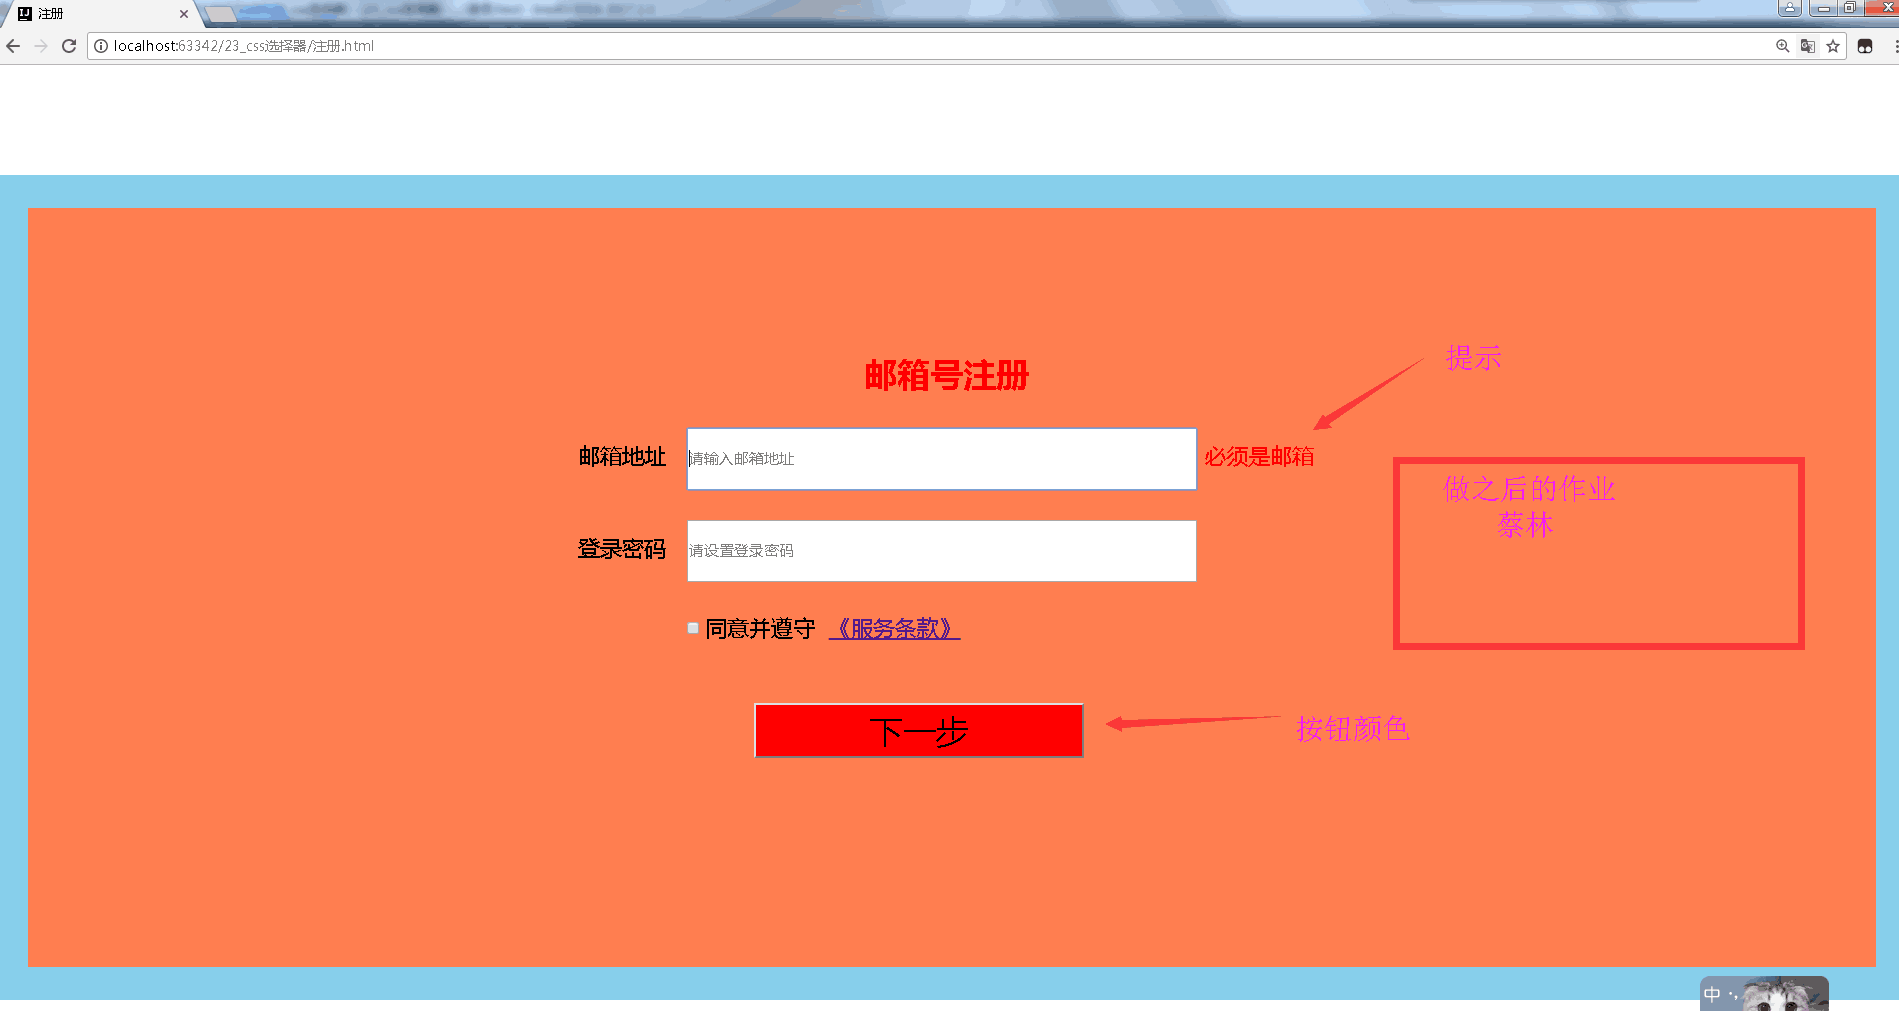 注册
localhost:63342/23_css选择器/注册.html
提示
邮箱号注册
邮箱地址 请输入邮箱地址 必须是邮箱
做之后的作业
蔡林
登录密码 请设置登录密码
同意并遵守 《服务条款》
下一步
按钮颜色
中